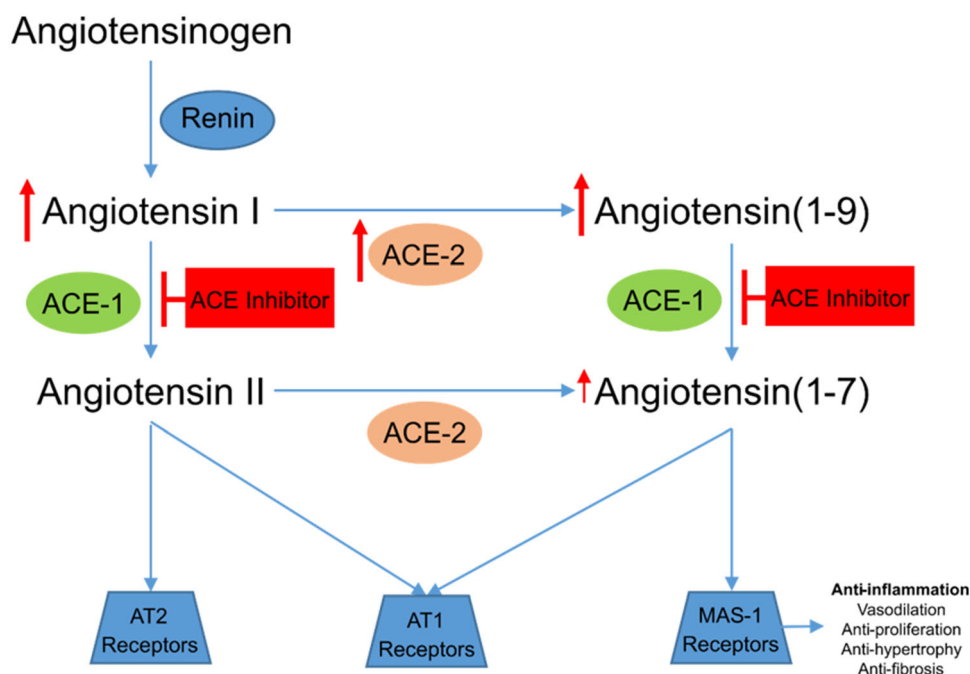 Angiotensinogen
Renin
Angiotensin I
Angiotensin(1-9)
ACE-2
ACE-1
ACE Inhibitor
ACE-1
ACE Inhibitor
Angiotensin II
Angiotensin(1-7)
ACE-2
AT2
Receptors
AT1
Receptors
MAS-1
Receptors
Anti-inflammation
Vasodilation
Anti-proliferation
Anti-hypertrophy
Anti-fibrosis